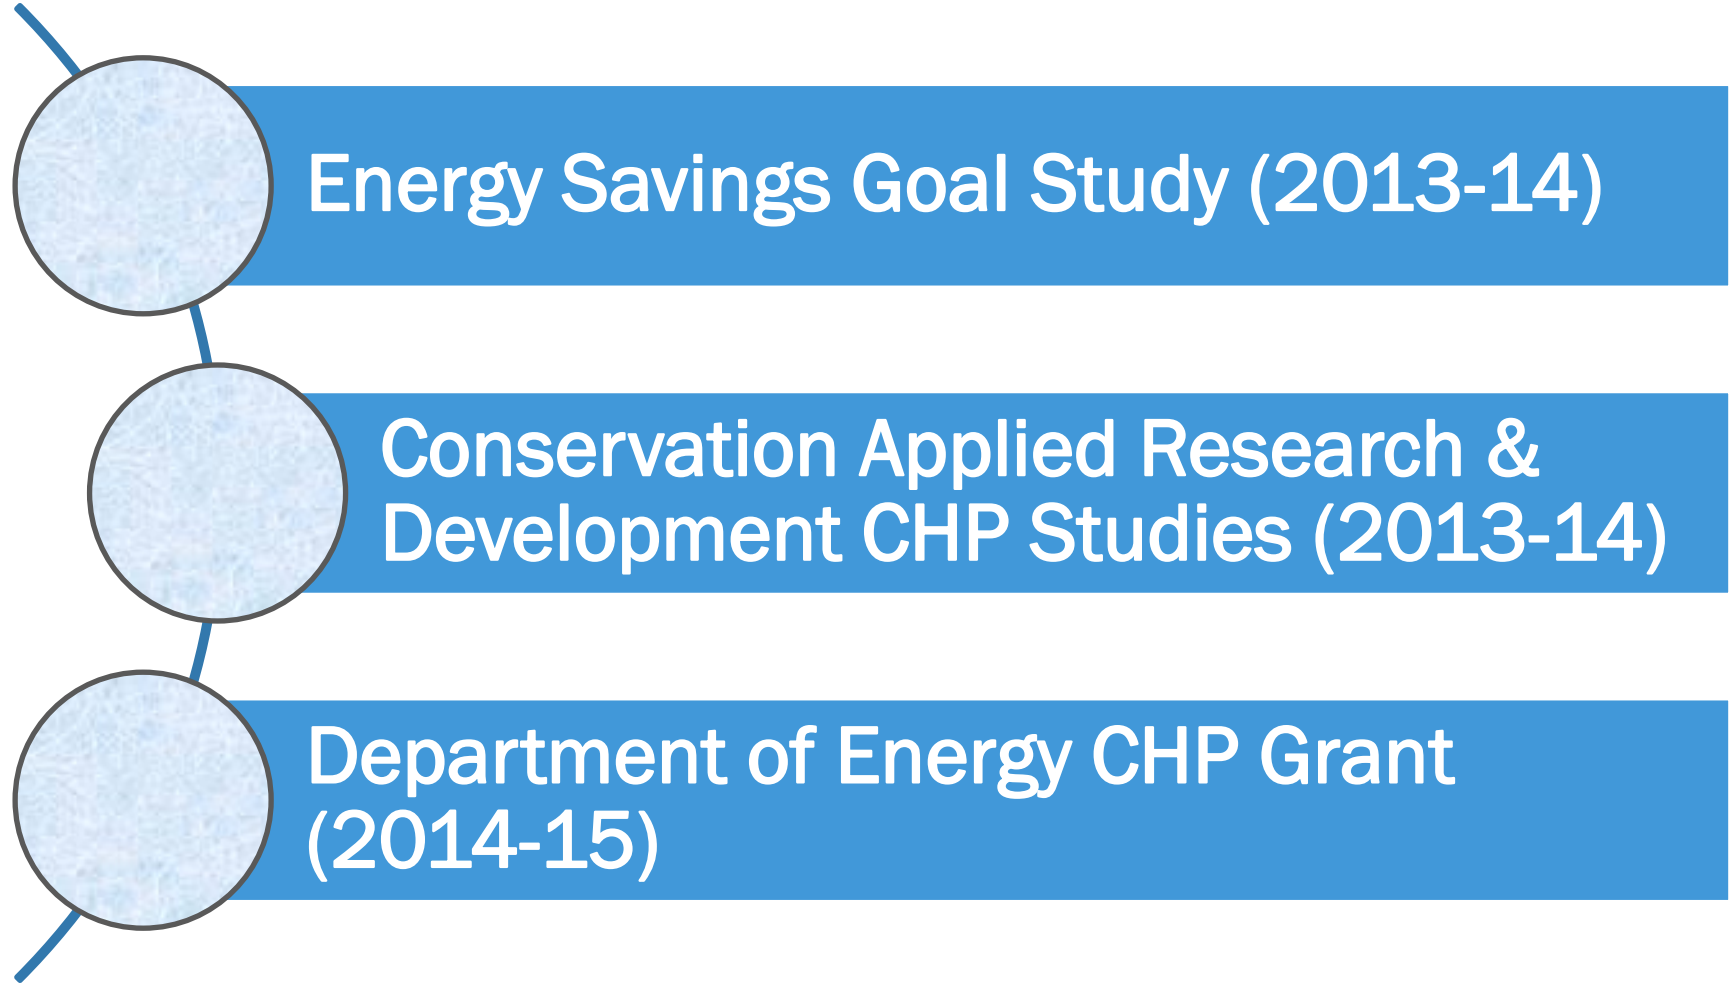 Energy Savings Goal Study (2013-14)
Conservation Applied Research &
Development CHP Studies (2013-14)
Department of Energy CHP Grant
(2014-15)